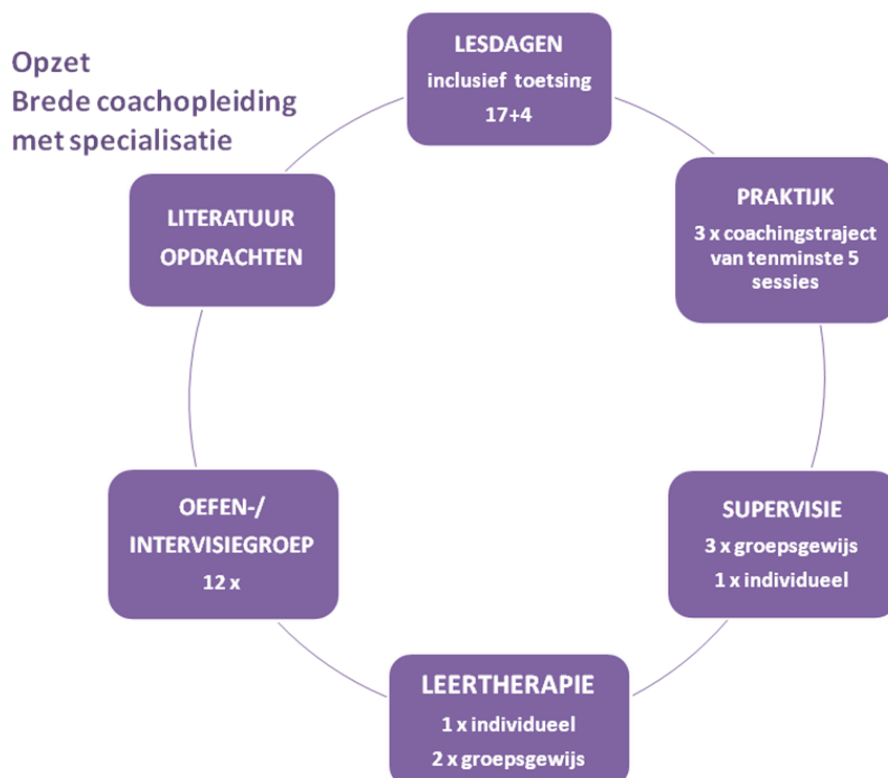 Opzet
Brede coachopleiding
met specialisatie
LESDAGEN
inclusief toetsing
17+4
PRAKTIJK
3 x coachingstraject
van tenminste 5
sessies
SUPERVISIE
3 x groepsgewijs
1 x individueel
LEERTHERAPIE
1 x individueel
2 x groepsgewijs
OEFEN-/
INTERVISIEGROEP
12 x
LITERATUUR
OPDRACHTEN